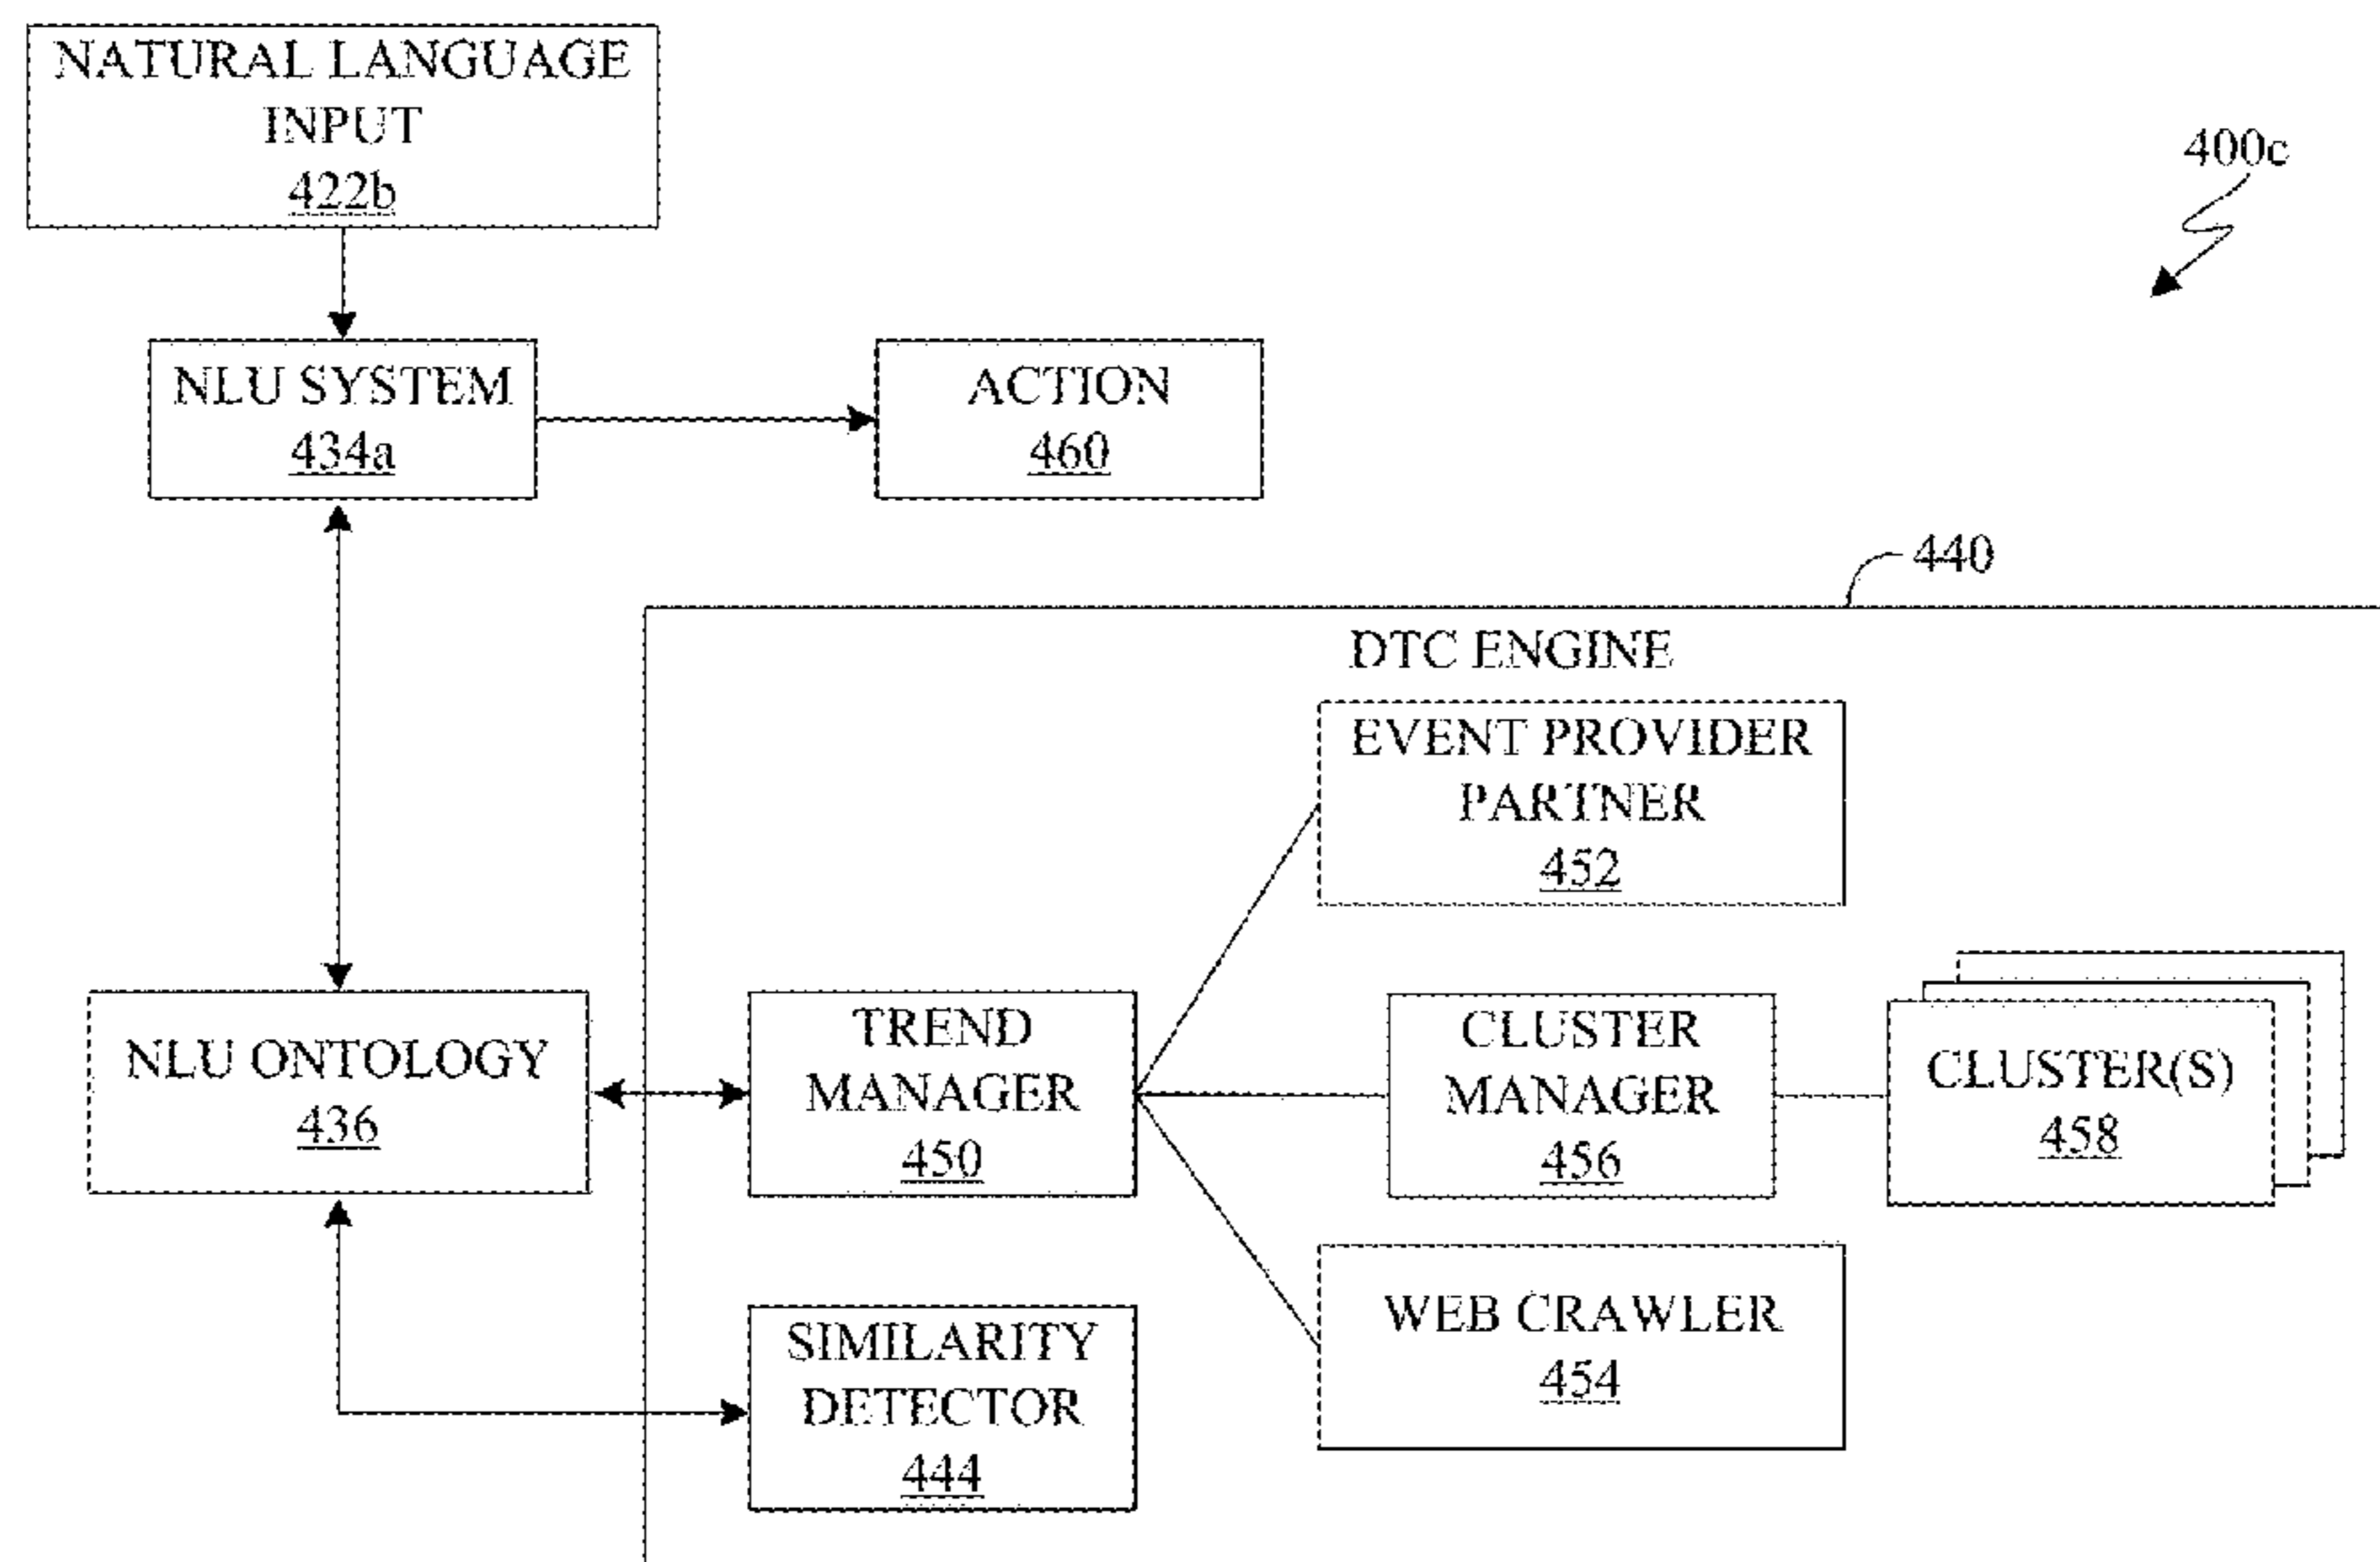 NATURAL LANGUAGE
INPUT
422b
400c
NLU SYSTEM
434a
ACTION
460
440
DTC ENGINE
EVENT PROVIDER
PARTNER
452
NLU ONTOLOGY
436
TREND
MANAGER
450
CLUSTER
MANAGER
456
CLUSTER(S)
458
SIMILARITY
DETECTOR
444
WEB CRAWLER
454